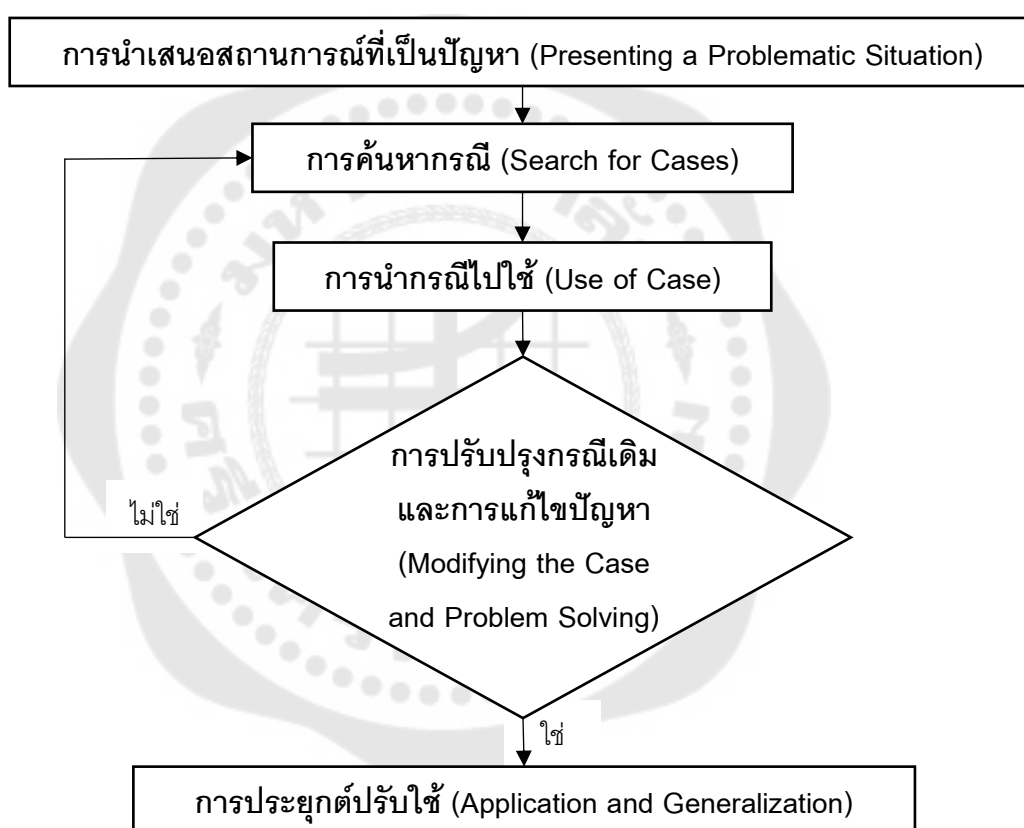 การนำเสนอสถานการณ์ที่เป็นปัญหา (Presenting a Problematic Situation)
การค้นหากรณี (Search for Cases)
การนำกรณีไปใช้ (Use of Case)
การปรับปรุงกรณีเดิม
และการแก้ไขปัญหา
(Modifying the Case
and Problem Solving)
ไม่ใช่
ใช่
การประยุกต์ปรับใช้ (Application and Generalization)